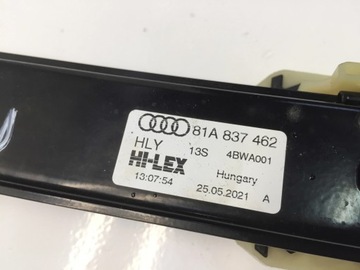 81A 837 462
HLY 13S 4BWA001
HI-LEX Hungary
13:07:54 25.05.2021 A